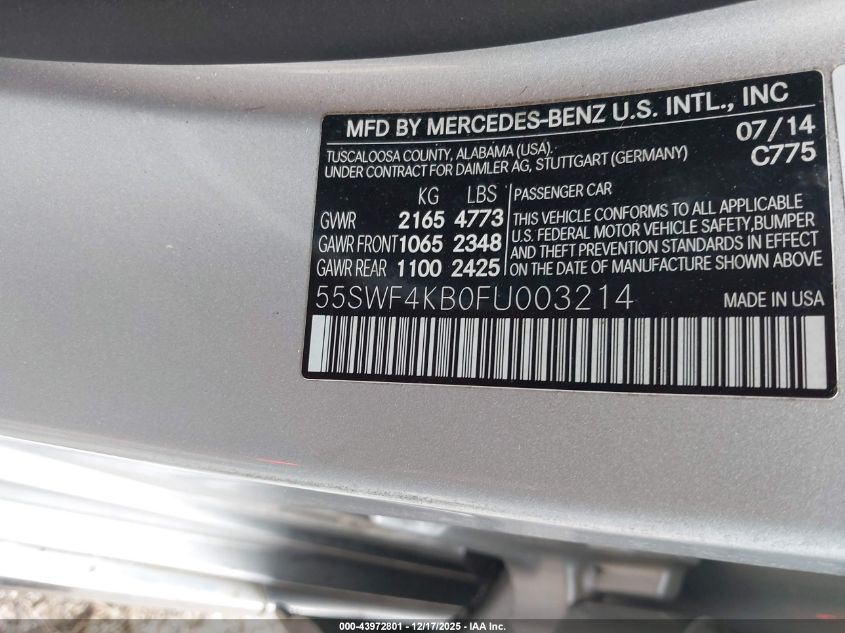 MFD BY MERCEDES-BENZ U.S. INTL., INC
TUSCALOOSA COUNTY, ALABAMA (USA). 07/14
UNDER CONTRACT FOR DAIMLER AG, STUTTGART (GERMANY) C775
KG LBS
GVWR 2165 4773
GAWR FRONT 1065 2348
GAWR REAR 1100 2425
PASSENGER CAR
THIS VEHICLE CONFORMS TO ALL APPLICABLE
U.S. FEDERAL MOTOR VEHICLE SAFETY,BUMPER
AND THEFT PREVENTION STANDARDS IN EFFECT
ON THE DATE OF MANUFACTURE SHOWN ABOVE
55SWF4KB0FU003214 MADE IN USA
000-43972801 - 12/17/2025 - IAA Inc.